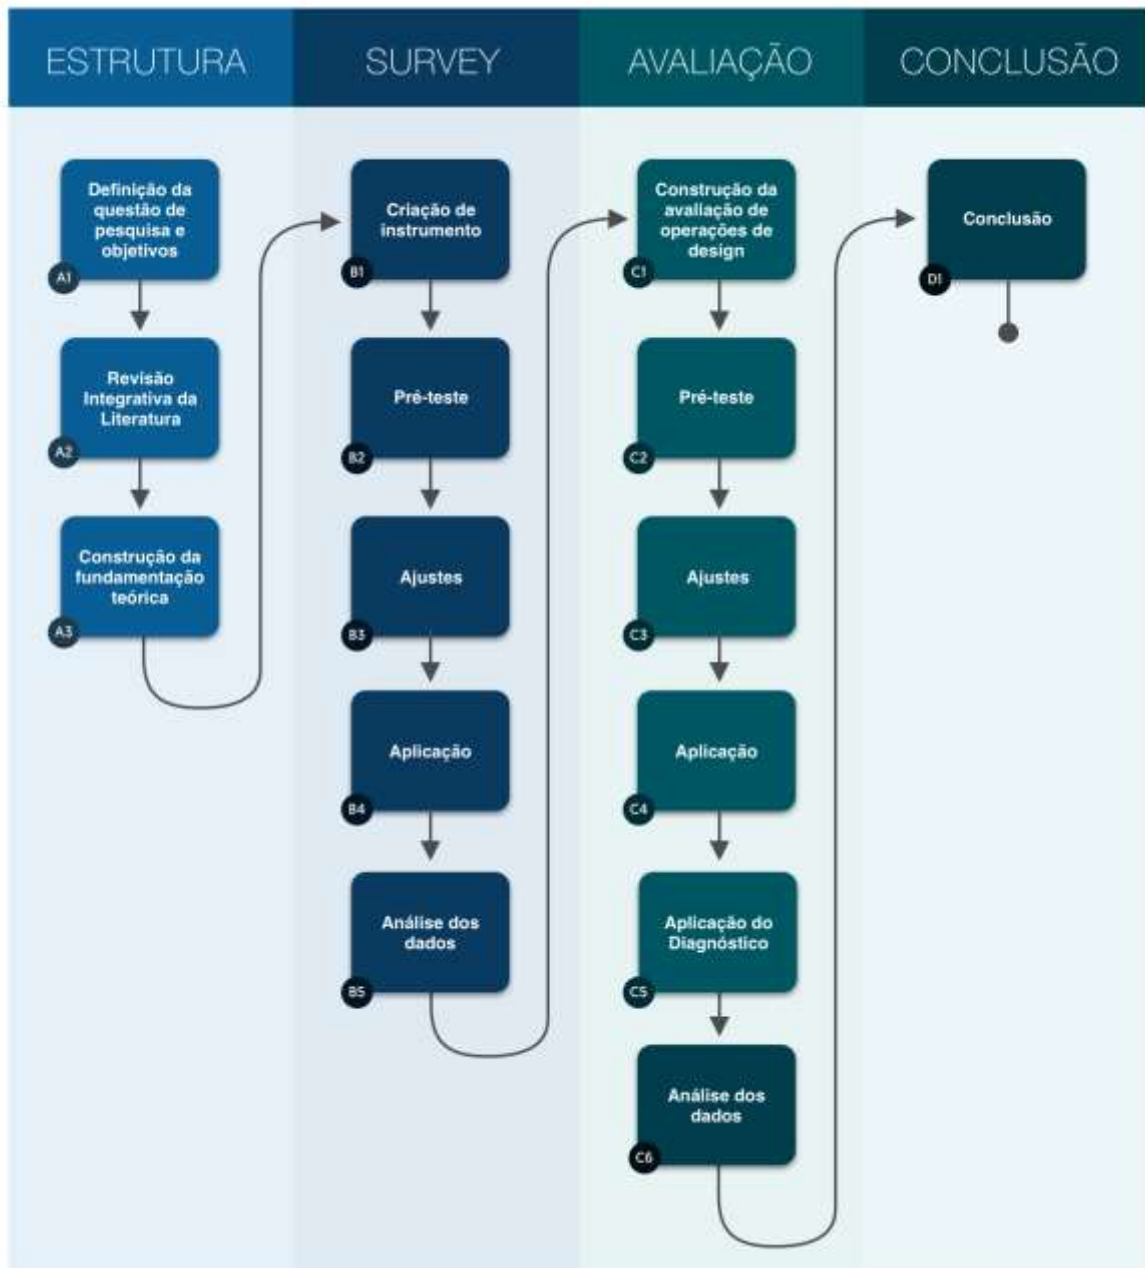 ESTRUTURA
SURVEY
AVALIAÇÃO
CONCLUSÃO
Definição da
questão de
pesquisa e
objetivos
A1
Revisão
Integrativa da
Literatura
A2
Construção da
fundamentação
teórica
A3
Criação de
instrumento
B1
Pré-teste
B2
Ajustes
B3
Aplicação
B4
Análise dos
dados
B5
Construção da
avaliação de
operações de
design
C1
Pré-teste
C2
Ajustes
C3
Aplicação
C4
Aplicação do
Diagnóstico
C5
Análise dos
dados
C6
Conclusão
D1